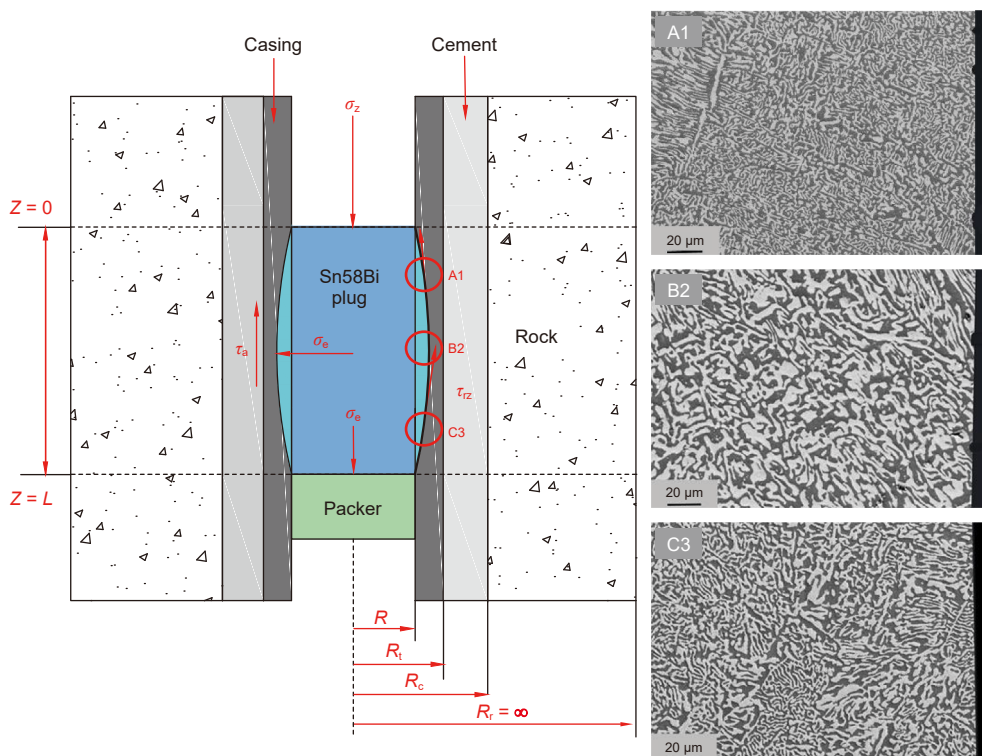 Casing
Cement
σz
Z = 0
Sn58Bi
plug
A1
Rock
τa
σe
B2
τrz
σe
C3
Z = L
Packer
R
Rt
Rc
Rr = ∞
A1
20 μm
B2
20 μm
C3
20 μm